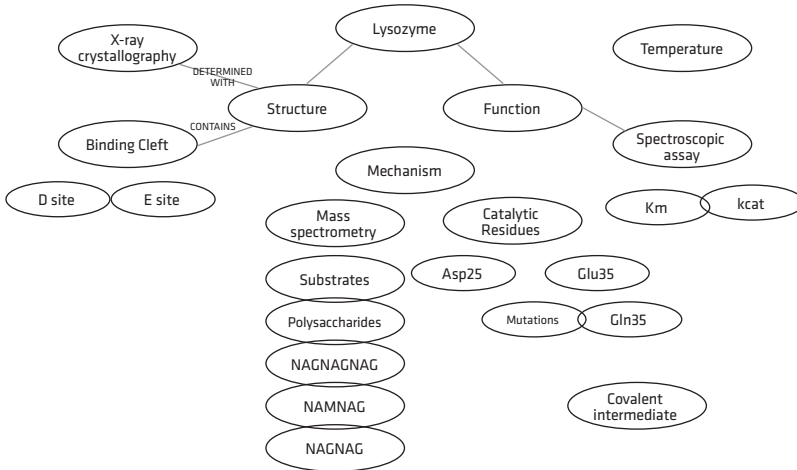 Lysozyme
X-ray
crystallography
Temperature
DETERMINED
WITH
Structure
Function
CONTAINS
Binding Cleft
Spectroscopic
assay
Mechanism
D site
E site
Km
kcat
Mass
spectrometry
Catalytic
Residues
Substrates
Asp25
Glu35
Polysaccharides
Mutations
Gln35
NAGNAGNAG
NAMNAG
Covalent
intermediate
NAGNAG